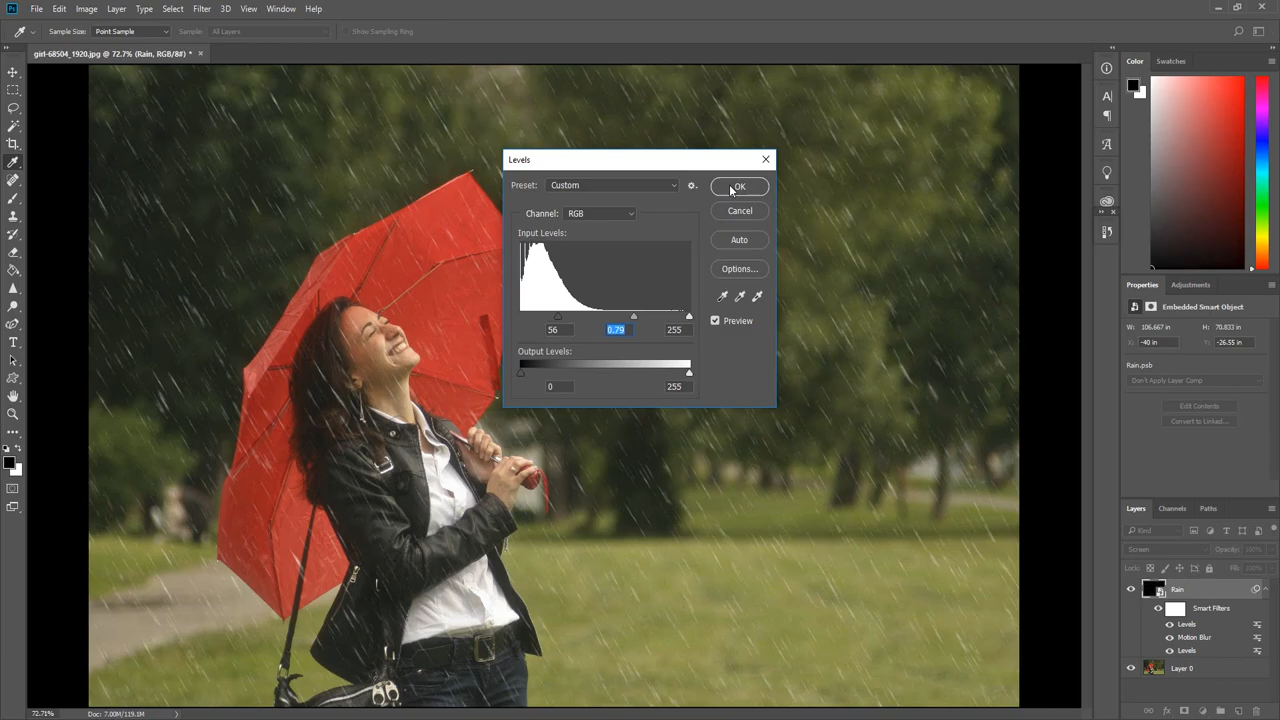 Ps File Edit Image Layer Type Select Filter 3D View Window Help
Sample Size: Point Sample Sample: All Layers Show Sampling Ring
girl-68504_1920.jpg @ 72.7% (Rain, RGB/8#) *
Color Swatches
Levels
Preset: Custom OK
Cancel
Channel: RGB
Input Levels:
Auto
Options...
Preview
56 0.79 255
Output Levels:
0 255
Properties Adjustments
Embedded Smart Object
W: 106.667 in H: 70.833 in
X: -40 in Y: -26.55 in
Rain.psb
Don't Apply Layer Comp
Edit Contents
Convert to Linked...
Layers Channels Paths
Kind
Screen Opacity: 100%
Lock: Fill: 100%
Rain
Smart Filters
Levels
Motion Blur
Levels
Layer 0
72.71% Doc: 7.00M/119.1M